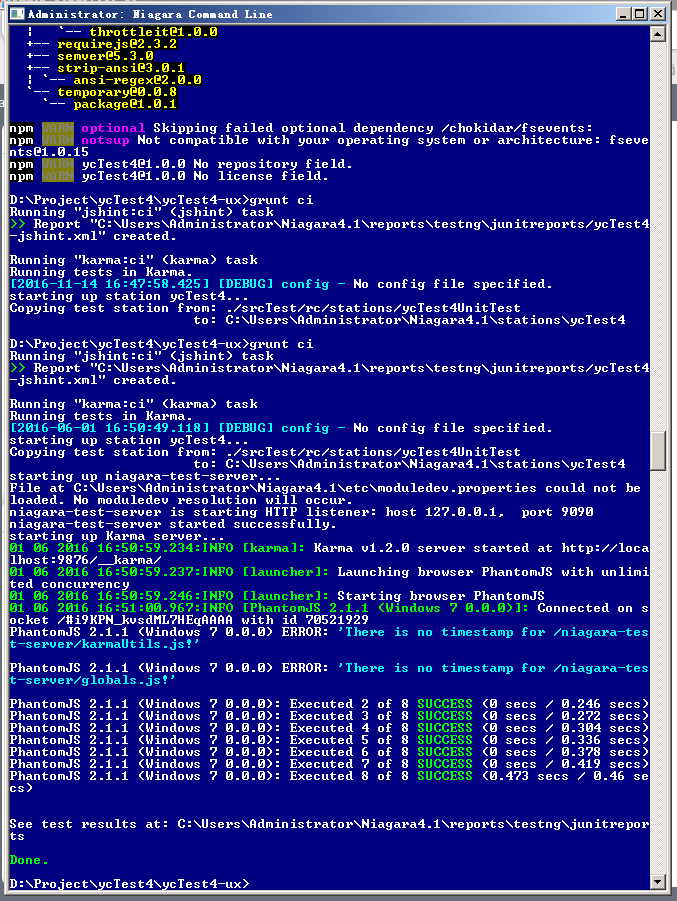 Administrator: Niagara Command Line
¦   `-- throttleit@1.0.0
+-- requirejs@2.3.2
+-- semver@5.3.0
+-- strip-ansi@3.0.1
¦ `-- ansi-regex@2.0.0
`-- temporary@0.0.8
`-- package@1.0.1
npm WARN optional Skipping failed optional dependency /chokidar/fsevents:
npm WARN notsup Not compatible with your operating system or architecture: fseve
nts@1.0.15
npm WARN ycTest4@1.0.0 No repository field.
npm WARN ycTest4@1.0.0 No license field.
D:\Project\ycTest4\ycTest4-ux>grunt ci
Running "jshint:ci" (jshint) task
>> Report "C:\Users\Administrator\Niagara4.1\reports\testng\junitreports/ycTest4
-jshint.xml" created.
Running "karma:ci" (karma) task
Running tests in Karma.
[2016-11-14 16:47:58.425] [DEBUG] config - No config file specified.
starting up station ycTest4...
Copying test station from: ./srcTest/rc/stations/ycTest4UnitTest
to: C:\Users\Administrator\Niagara4.1\stations\ycTest4
D:\Project\ycTest4\ycTest4-ux>grunt ci
Running "jshint:ci" (jshint) task
>> Report "C:\Users\Administrator\Niagara4.1\reports\testng\junitreports/ycTest4
-jshint.xml" created.
Running "karma:ci" (karma) task
Running tests in Karma.
[2016-06-01 16:50:49.118] [DEBUG] config - No config file specified.
starting up station ycTest4...
Copying test station from: ./srcTest/rc/stations/ycTest4UnitTest
to: C:\Users\Administrator\Niagara4.1\stations\ycTest4
starting up niagara-test-server...
File at C:\Users\Administrator\Niagara4.1\etc\moduledev.properties could not be
loaded. No moduledev resolution will occur.
niagara-test-server is starting HTTP listener: host 127.0.0.1,  port 9090
niagara-test-server started successfully.
starting up Karma server...
01 06 2016 16:50:59.234:INFO [karma]: Karma v1.2.0 server started at http://loca
lhost:9876/__karma/
01 06 2016 16:50:59.237:INFO [launcher]: Launching browser PhantomJS with unlimi
ted concurrency
01 06 2016 16:50:59.246:INFO [launcher]: Starting browser PhantomJS
01 06 2016 16:51:00.967:INFO [PhantomJS 2.1.1 (Windows 7 0.0.0)]: Connected on s
ocket /#i9KPN_kvsdML7HEqAAAA with id 70521929
PhantomJS 2.1.1 (Windows 7 0.0.0) ERROR: 'There is no timestamp for /niagara-tes
t-server/karmaUtils.js!'
PhantomJS 2.1.1 (Windows 7 0.0.0) ERROR: 'There is no timestamp for /niagara-tes
t-server/globals.js!'
PhantomJS 2.1.1 (Windows 7 0.0.0): Executed 2 of 8 SUCCESS (0 secs / 0.246 secs)
PhantomJS 2.1.1 (Windows 7 0.0.0): Executed 3 of 8 SUCCESS (0 secs / 0.272 secs)
PhantomJS 2.1.1 (Windows 7 0.0.0): Executed 4 of 8 SUCCESS (0 secs / 0.304 secs)
PhantomJS 2.1.1 (Windows 7 0.0.0): Executed 5 of 8 SUCCESS (0 secs / 0.336 secs)
PhantomJS 2.1.1 (Windows 7 0.0.0): Executed 6 of 8 SUCCESS (0 secs / 0.378 secs)
PhantomJS 2.1.1 (Windows 7 0.0.0): Executed 7 of 8 SUCCESS (0 secs / 0.419 secs)
PhantomJS 2.1.1 (Windows 7 0.0.0): Executed 8 of 8 SUCCESS (0.473 secs / 0.46 se
cs)
See test results at: C:\Users\Administrator\Niagara4.1\reports\testng\junitrepor
ts
Done.
D:\Project\ycTest4\ycTest4-ux>